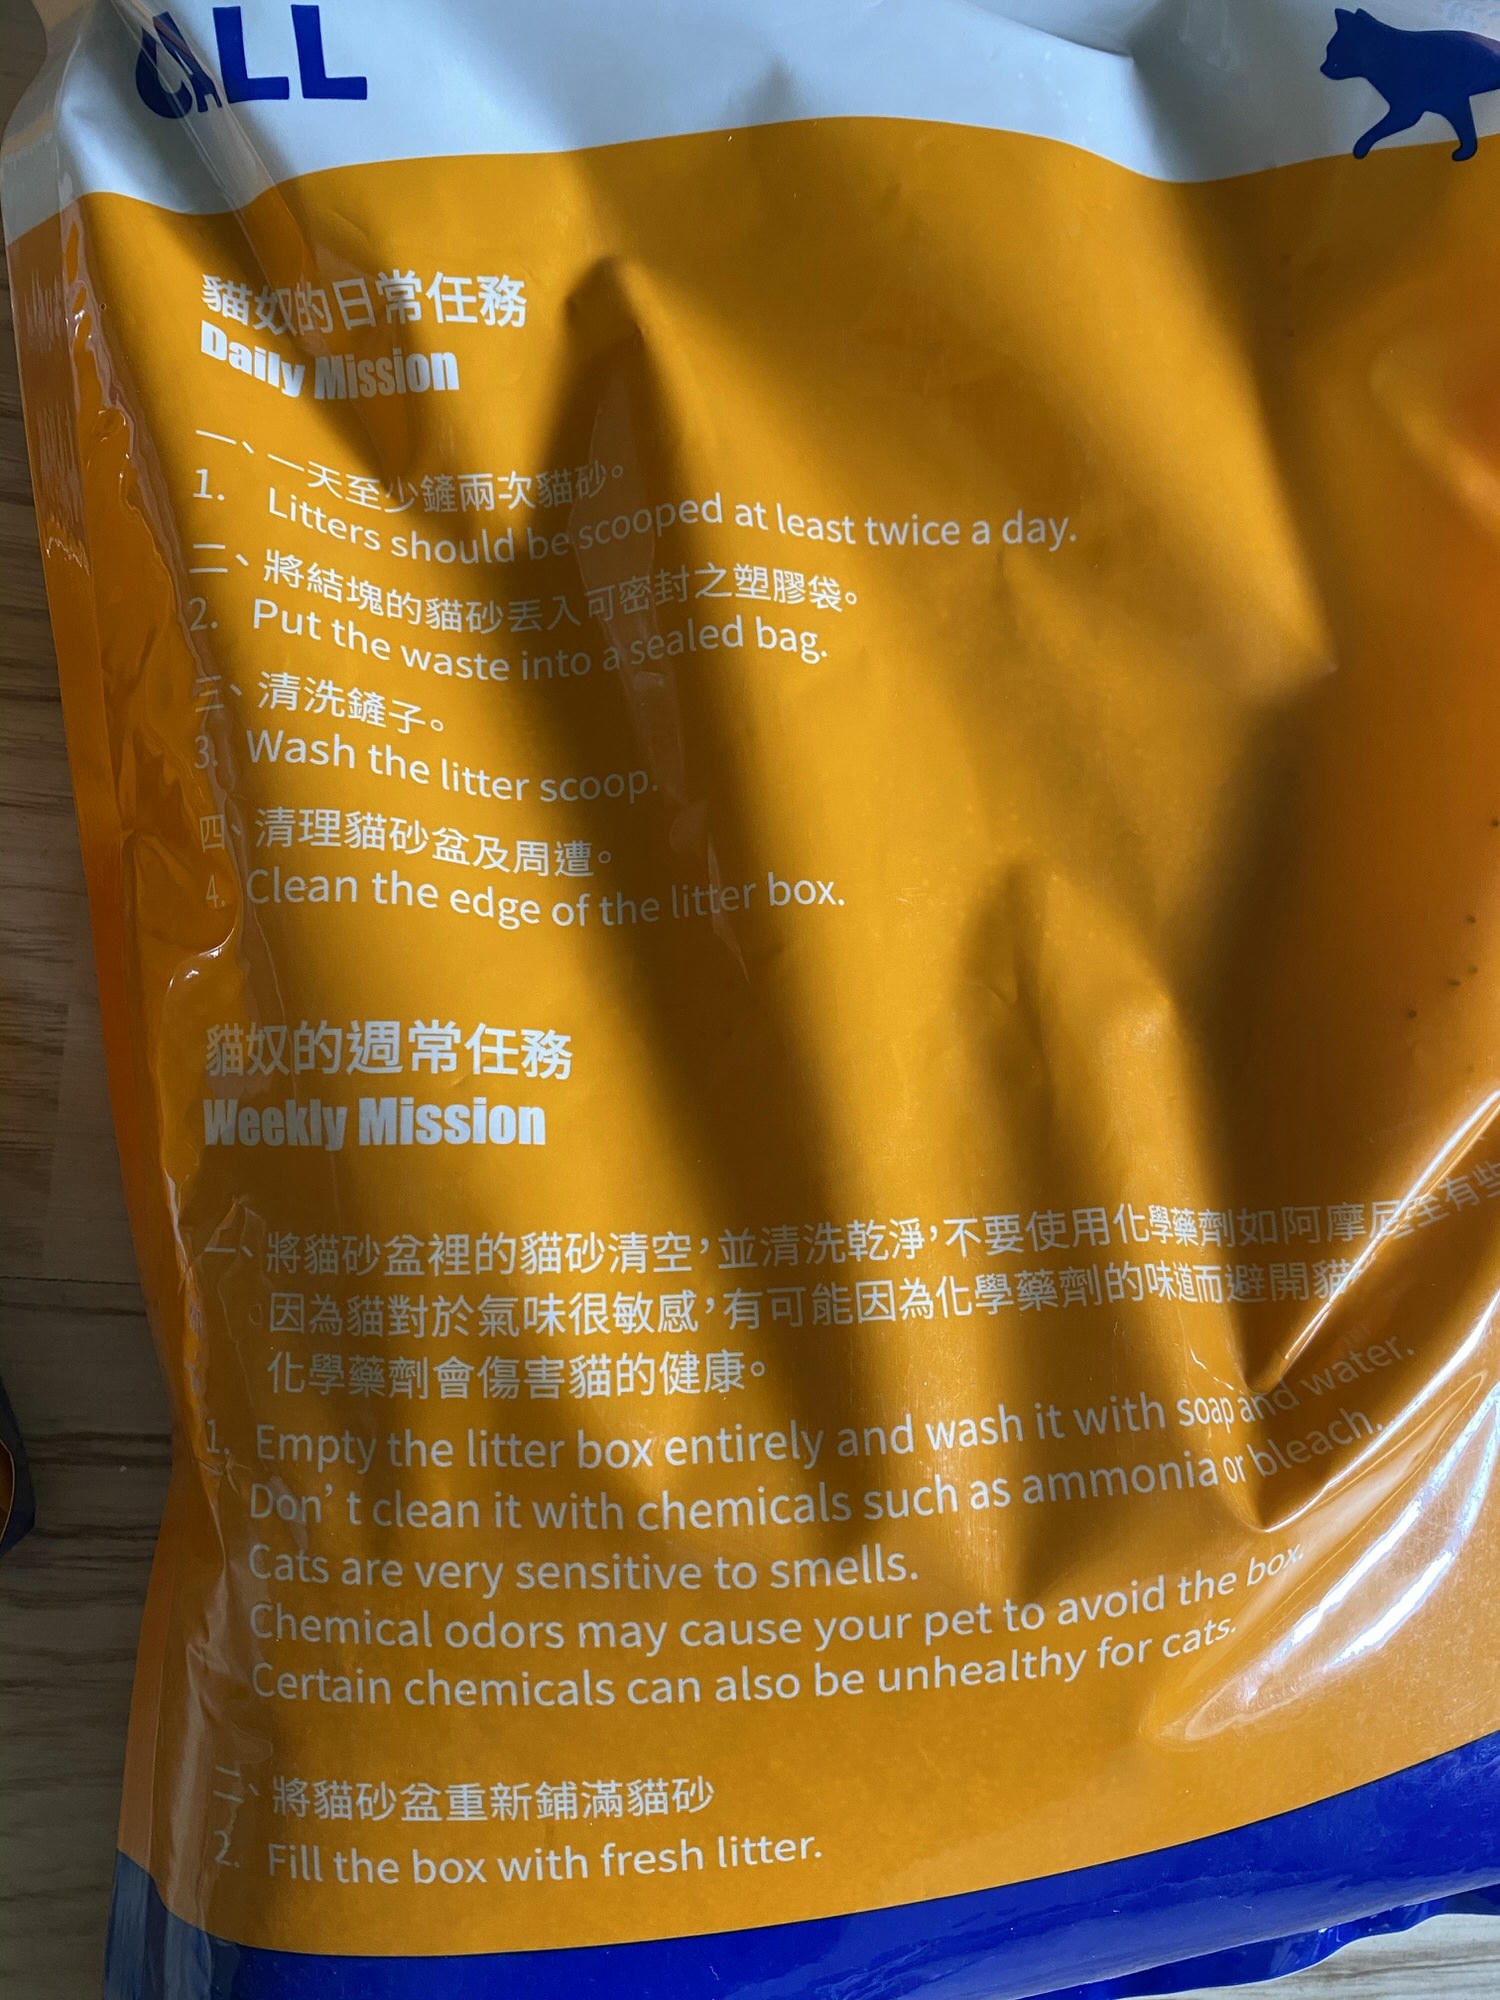 ALL
貓奴的日常任務
Daily Mission
一、一天至少鏟兩次貓砂。
1. Litters should be scooped at least twice a day.
二、將結塊的貓砂丟入可密封之塑膠袋。
2. Put the waste into a sealed bag.
三、清洗鏟子。
3. Wash the litter scoop.
四、清理貓砂盆及周遭。
4. Clean the edge of the litter box.
貓奴的週常任務
Weekly Mission
一、將貓砂盆裡的貓砂清空，並清洗乾淨，不要使用化學藥劑如阿摩尼至有些
因為貓對於氣味很敏感，有可能因為化學藥劑的味道而避開貓
化學藥劑會傷害貓的健康。
1. Empty the litter box entirely and wash it with soap and water.
Don't clean it with chemicals such as ammonia or bleach.
Cats are very sensitive to smells.
Chemical odors may cause your pet to avoid the box.
Certain chemicals can also be unhealthy for cats.
二、將貓砂盆重新鋪滿貓砂
2. Fill the box with fresh litter.